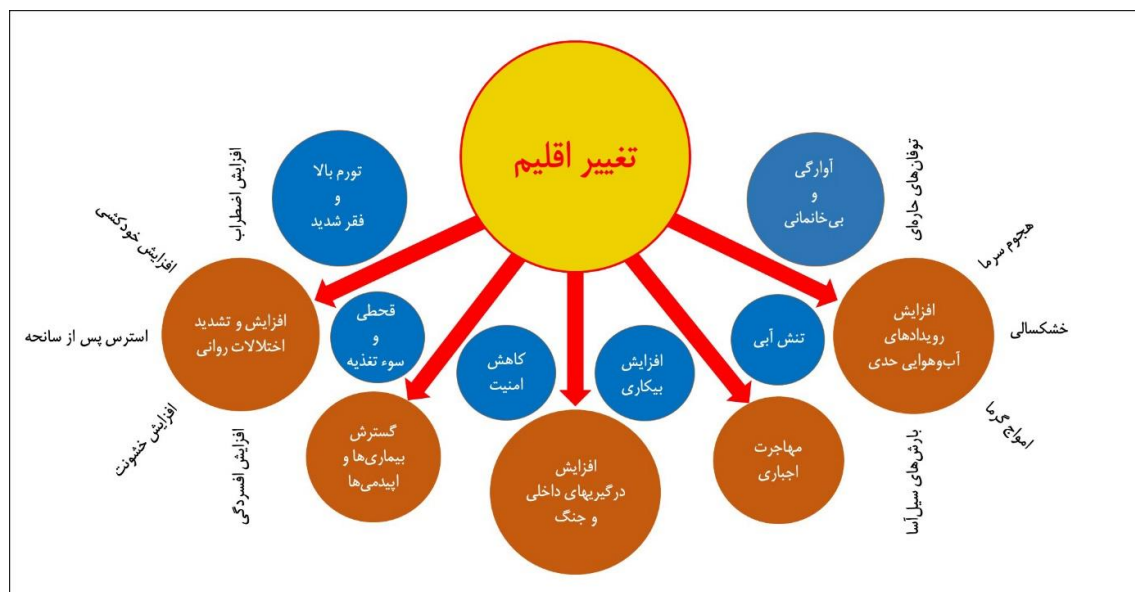 تغییر اقلیم
آوارگی
و
بی‌خانمانی
توفان‌های حاره‌ای
هجوم سرما
خشکسالی
امواج گرما
بارش‌های سیل‌آسا
افزایش
رویدادهای
آب‌وهوایی حدی
تنش آبی
مهاجرت
اجباری
افزایش
بیکاری
افزایش
درگیریهای داخلی
و جنگ
کاهش
امنیت
گسترش
بیماری‌ها و
اپیدمی‌ها
قحطی
و
سوء تغذیه
تورم بالا
و
فقر شدید
افزایش و تشدید
اختلالات روانی
افزایش اضطراب
افزایش خودکشی
استرس پس از سانحه
افزایش خشونت
افزایش افسردگی